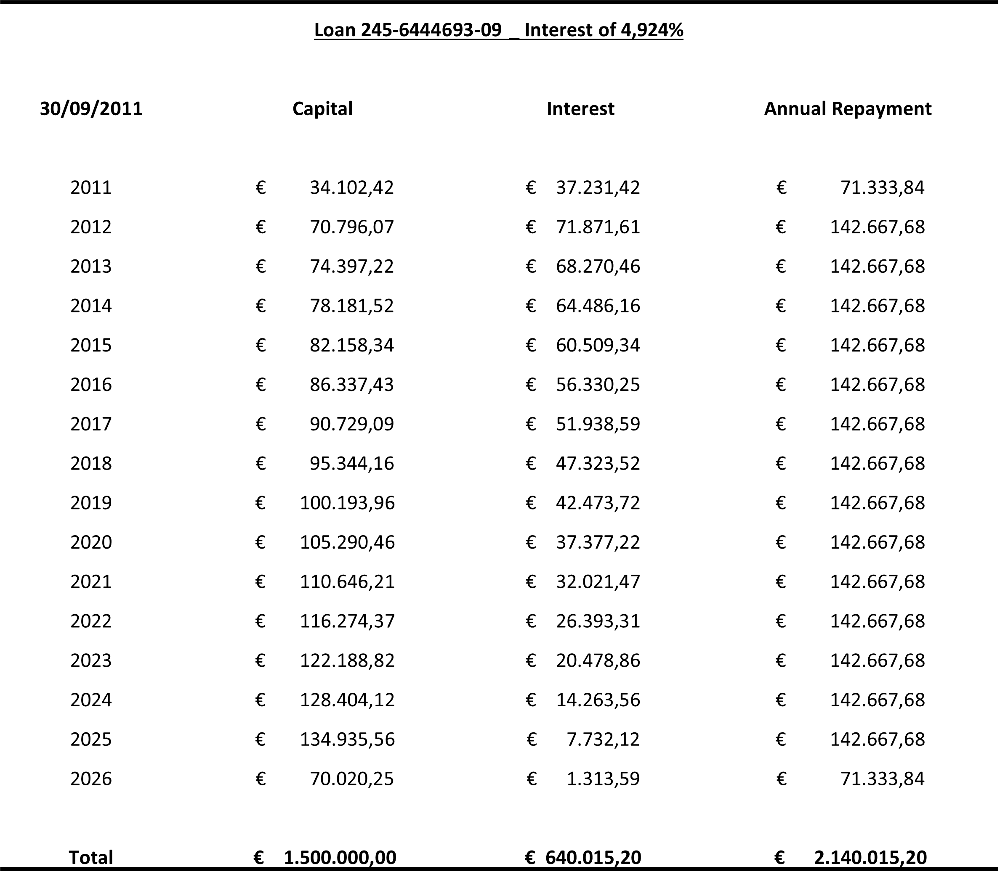 Loan 245-6444693-09 _ Interest of 4,924%
30/09/2011 Capital Interest Annual Repayment
2011 € 34.102,42 € 37.231,42 € 71.333,84
2012 € 70.796,07 € 71.871,61 € 142.667,68
2013 € 74.397,22 € 68.270,46 € 142.667,68
2014 € 78.181,52 € 64.486,16 € 142.667,68
2015 € 82.158,34 € 60.509,34 € 142.667,68
2016 € 86.337,43 € 56.330,25 € 142.667,68
2017 € 90.729,09 € 51.938,59 € 142.667,68
2018 € 95.344,16 € 47.323,52 € 142.667,68
2019 € 100.193,96 € 42.473,72 € 142.667,68
2020 € 105.290,46 € 37.377,22 € 142.667,68
2021 € 110.646,21 € 32.021,47 € 142.667,68
2022 € 116.274,37 € 26.393,31 € 142.667,68
2023 € 122.188,82 € 20.478,86 € 142.667,68
2024 € 128.404,12 € 14.263,56 € 142.667,68
2025 € 134.935,56 € 7.732,12 € 142.667,68
2026 € 70.020,25 € 1.313,59 € 71.333,84
Total € 1.500.000,00 € 640.015,20 € 2.140.015,20